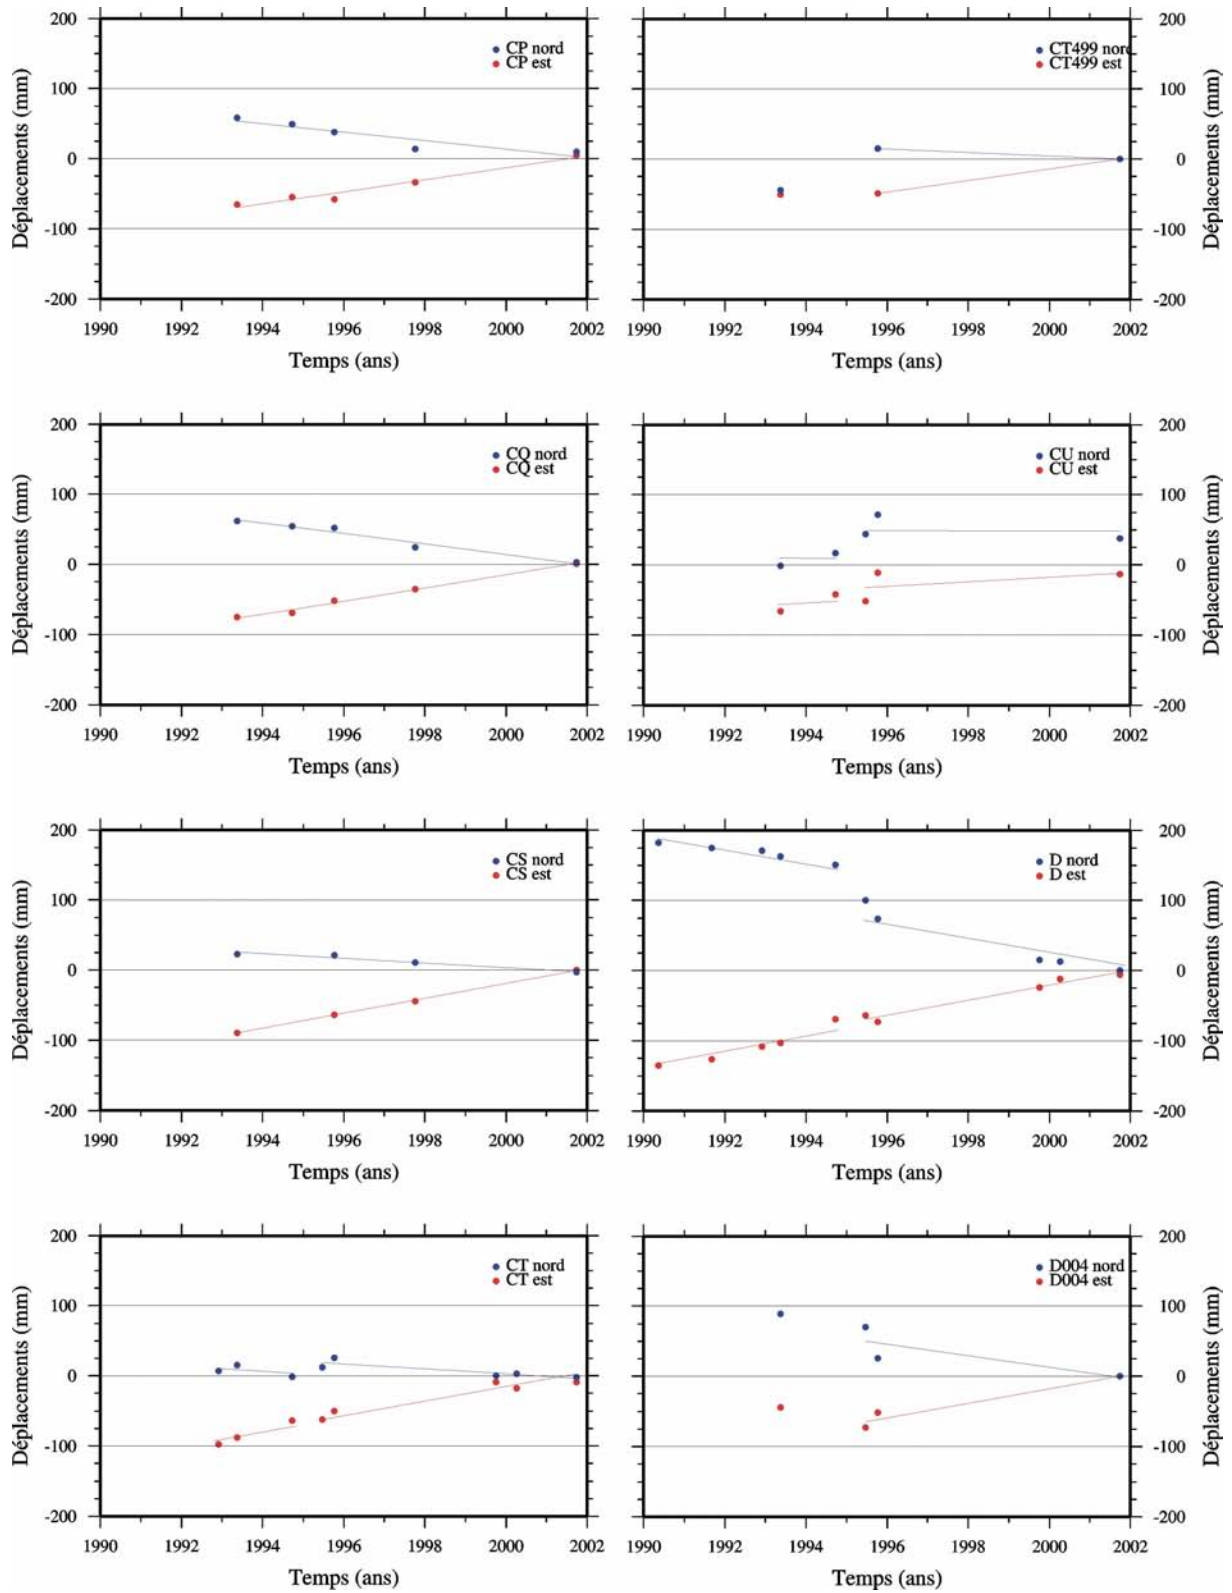 200
100
0
-100
-200
Déplacements (mm)
CP nord
CP est
1990 1992 1994 1996 1998 2000 2002
Temps (ans)
CT499 nord
CT499 est
200
100
0
-100
-200
Déplacements (mm)
1990 1992 1994 1996 1998 2000 2002
Temps (ans)
200
100
0
-100
-200
Déplacements (mm)
CQ nord
CQ est
1990 1992 1994 1996 1998 2000 2002
Temps (ans)
CU nord
CU est
200
100
0
-100
-200
Déplacements (mm)
1990 1992 1994 1996 1998 2000 2002
Temps (ans)
200
100
0
-100
-200
Déplacements (mm)
CS nord
CS est
1990 1992 1994 1996 1998 2000 2002
Temps (ans)
D nord
D est
200
100
0
-100
-200
Déplacements (mm)
1990 1992 1994 1996 1998 2000 2002
Temps (ans)
200
100
0
-100
-200
Déplacements (mm)
CT nord
CT est
1990 1992 1994 1996 1998 2000 2002
Temps (ans)
D004 nord
D004 est
200
100
0
-100
-200
Déplacements (mm)
1990 1992 1994 1996 1998 2000 2002
Temps (ans)